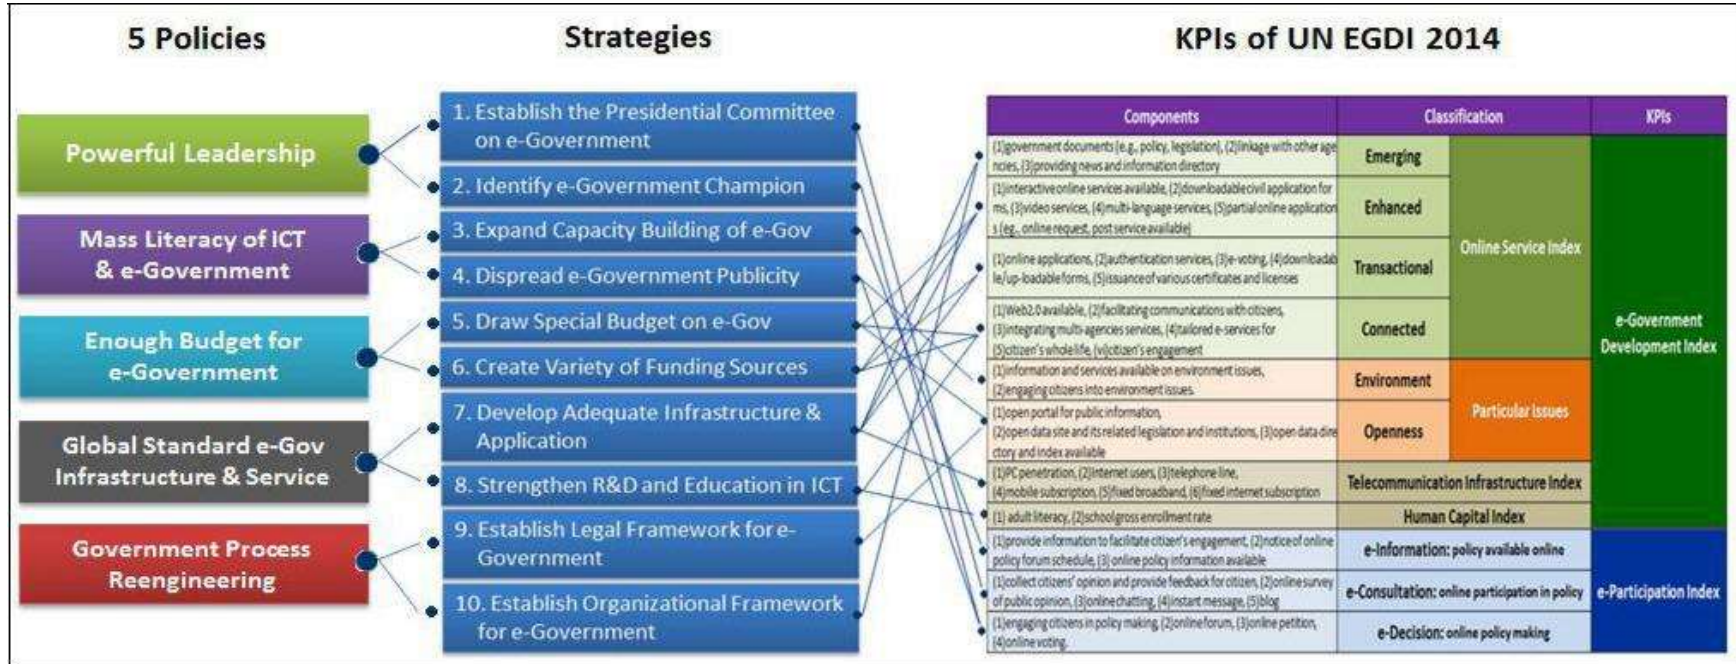 5 Policies
Strategies
KPIs of UN EGDI 2014
Powerful Leadership
Mass Literacy of ICT
& e-Government
Enough Budget for
e-Government
Global Standard e-Gov
Infrastructure & Service
Government Process
Reengineering
1. Establish the Presidential Committee
on e-Government
2. Identify e-Government Champion
3. Expand Capacity Building of e-Gov
4. Dispread e-Government Publicity
5. Draw Special Budget on e-Gov
6. Create Variety of Funding Sources
7. Develop Adequate Infrastructure &
Application
8. Strengthen R&D and Education in ICT
9. Establish Legal Framework for e-
Government
10. Establish Organizational Framework
for e-Government
Components
Classification
KPIs
(1)government documents (e.g., policy, legislation), (2)linkage with other age
ncies, (3)providing news and information directory
Emerging
(1)interactive online services available, (2)downloadable civil application for
ms, (3)video services, (4)multi-language services, (5)partial online application
s (eg., online request, post service available)
Enhanced
(1)online applications, (2)authentication services, (3)e-voting, (4)downloadab
le/up-loadable forms, (5)issuance of various certificates and licenses
Transactional
(1)Web2.0 available, (2)facilitating communications with citizens,
(3)integrating multi-agencies services, (4)tailored e-services for
(5)citizen's whole life, (vi)citizen's engagement
Connected
Online Service Index
(1)information and services available on environment issues,
(2)engaging citizens into environment issues.
Environment
(1)open portal for public information,
(2)open data site and its related legislation and institutions, (3)open data dire
ctory and index available
Openness
Particular Issues
(1)PC penetration, (2)internet users, (3)telephone line,
(4)mobile subscription, (5)fixed broadband, (6)fixed internet subscription
Telecommunication Infrastructure Index
(1) adult literacy, (2)school gross enrollment rate
Human Capital Index
e-Government
Development Index
(1)provide information to facilitate citizen's engagement, (2)notice of online
policy forum schedule, (3) online policy information available
e-Information: policy available online
(1)collect citizens' opinion and provide feedback for citizen, (2)online survey
of public opinion, (3)online chatting, (4)instant message, (5)blog
e-Consultation: online participation in policy
(1)engaging citizens in policy making, (2)online forum, (3)online petition,
(4)online voting.
e-Decision: online policy making
e-Participation Index